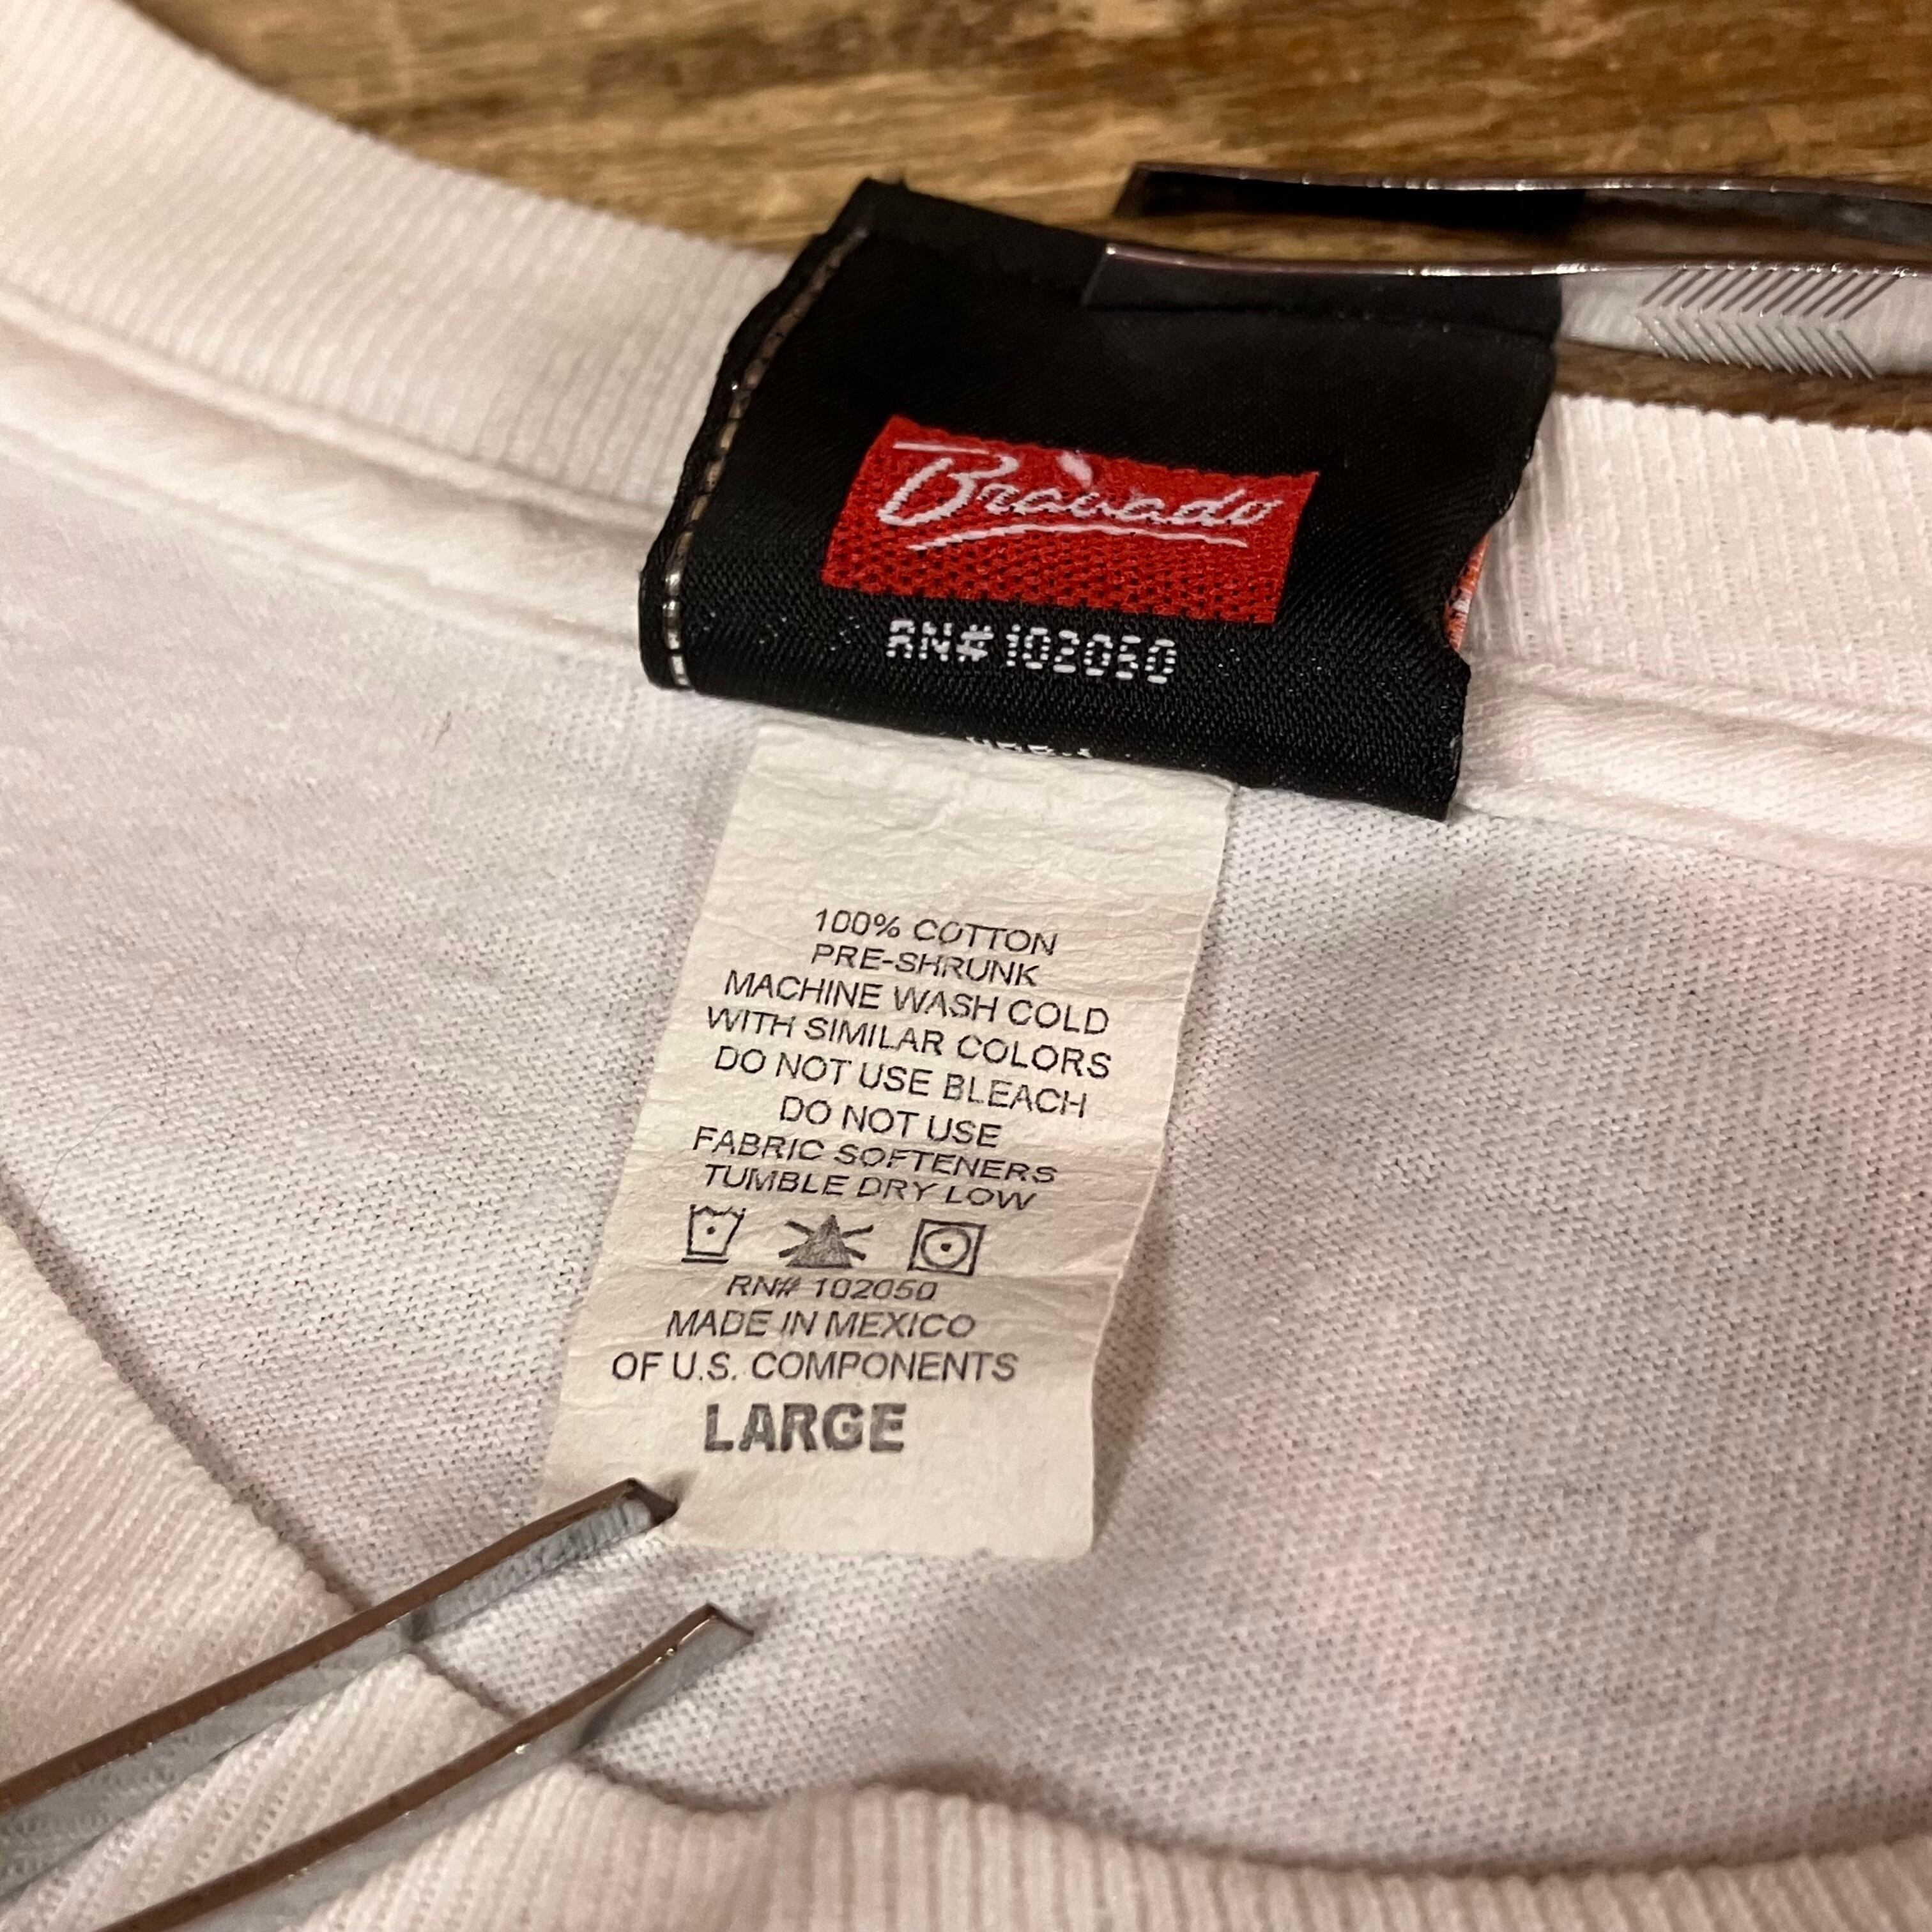 Bravado
RN#102050
100% COTTON
PRE-SHRUNK
MACHINE WASH COLD
WITH SIMILAR COLORS
DO NOT USE BLEACH
DO NOT USE
FABRIC SOFTENERS
TUMBLE DRY LOW
RN# 102050
MADE IN MEXICO
OF U.S. COMPONENTS
LARGE